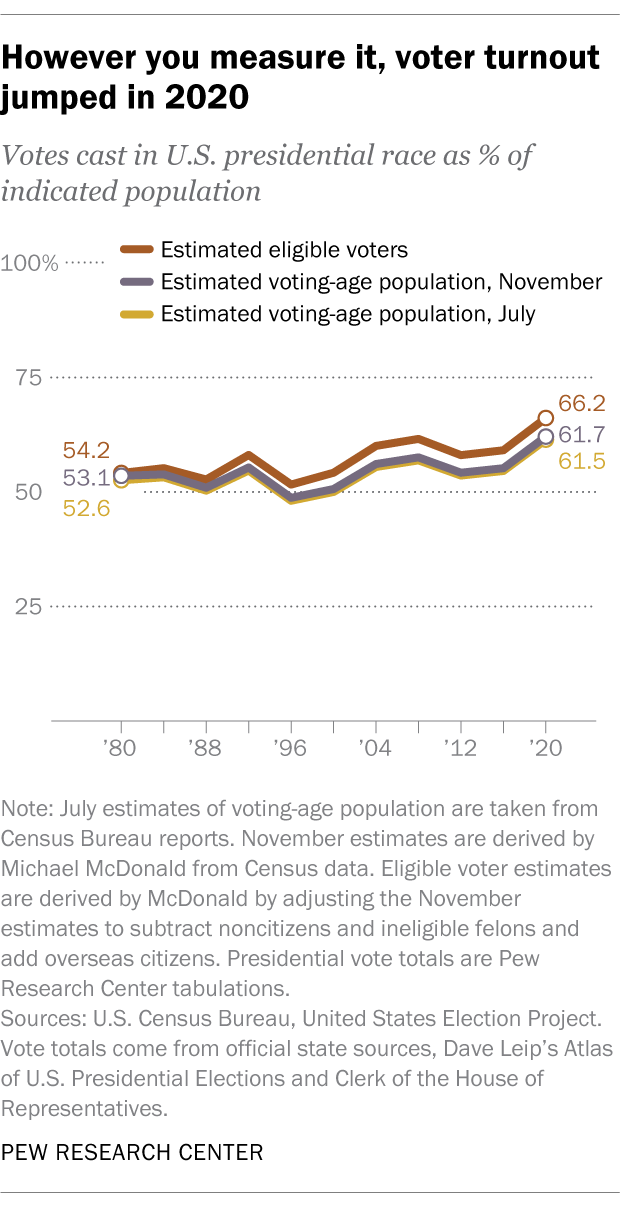 However you measure it, voter turnout
jumped in 2020
Votes cast in U.S. presidential race as % of
indicated population
100%
Estimated eligible voters
Estimated voting-age population, November
Estimated voting-age population, July
75
66.2
54.2
61.7
53.1
61.5
50
52.6
25
’80
’88
’96
’04
’12
’20
Note: July estimates of voting-age population are taken from
Census Bureau reports. November estimates are derived by
Michael McDonald from Census data. Eligible voter estimates
are derived by McDonald by adjusting the November
estimates to subtract noncitizens and ineligible felons and
add overseas citizens. Presidential vote totals are Pew
Research Center tabulations.
Sources: U.S. Census Bureau, United States Election Project.
Vote totals come from official state sources, Dave Leip’s Atlas
of U.S. Presidential Elections and Clerk of the House of
Representatives.
PEW RESEARCH CENTER